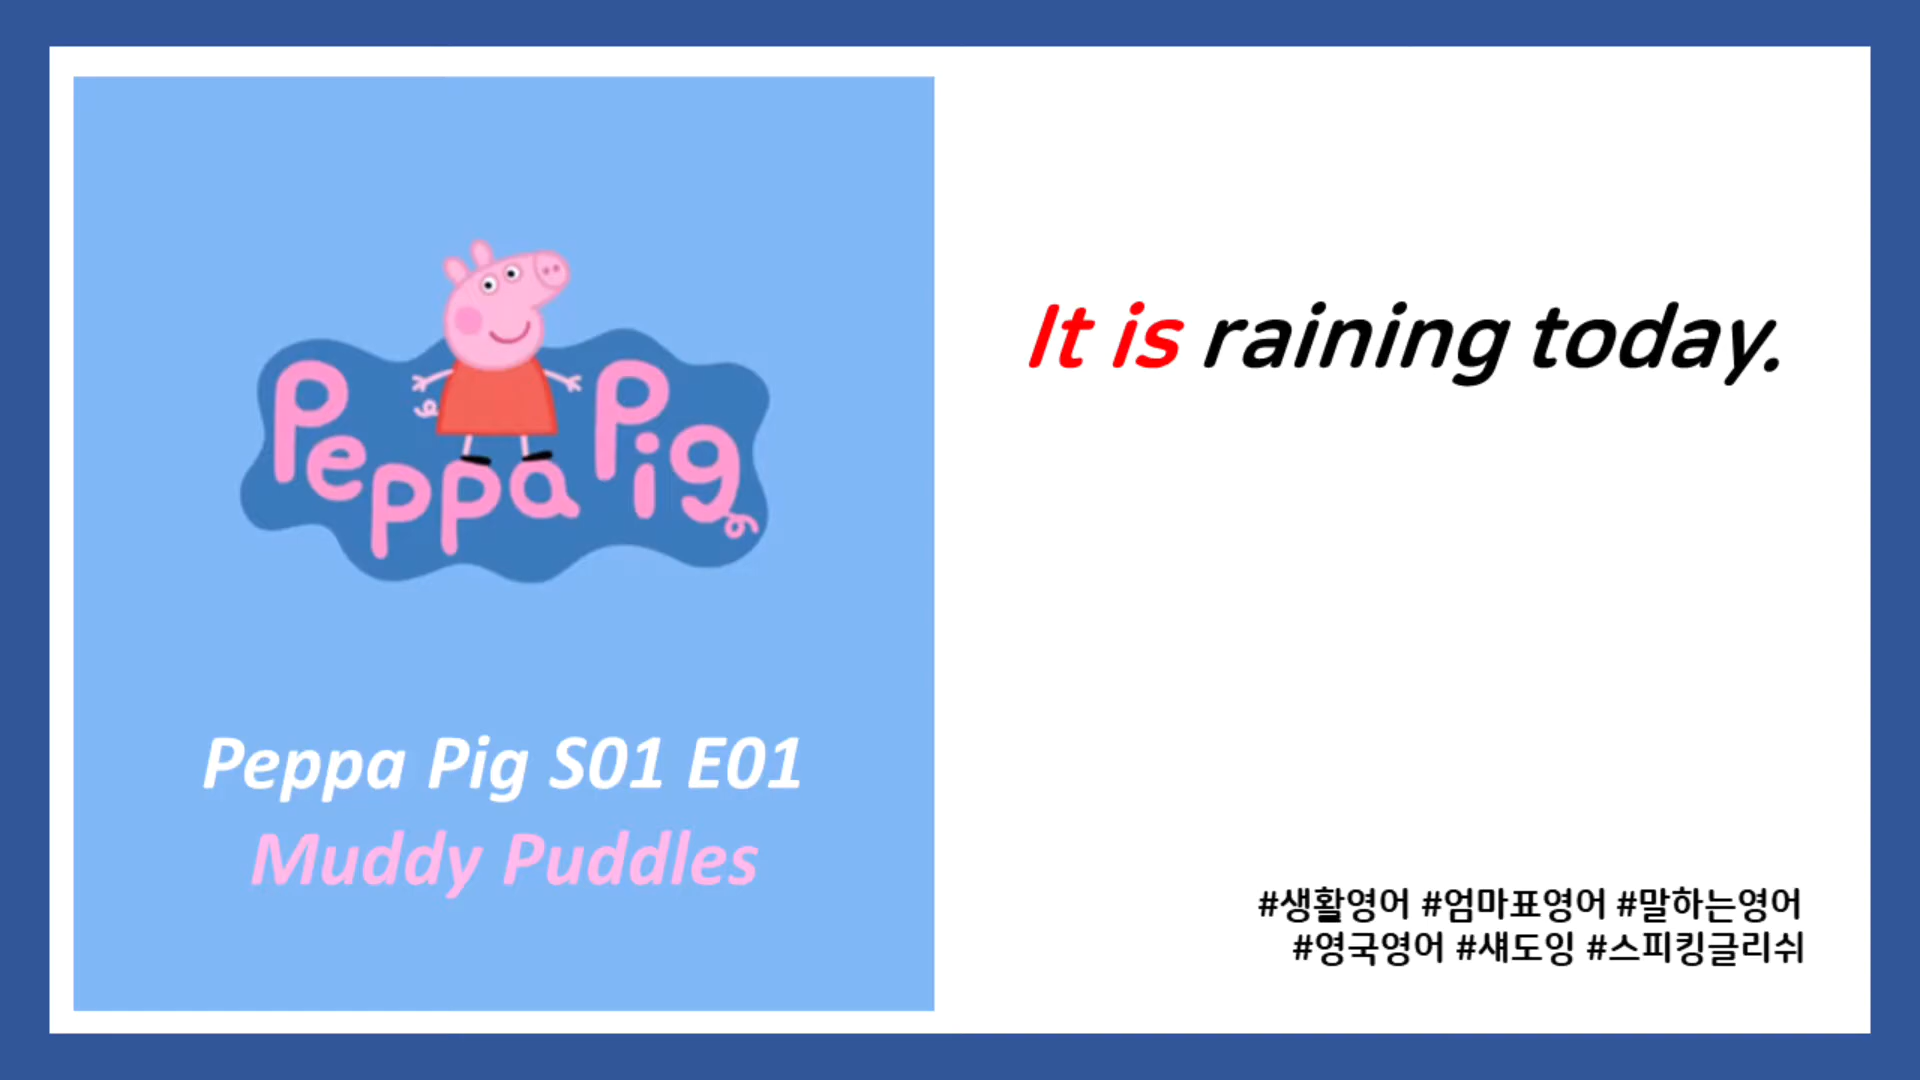 Peppa Pig
Peppa Pig S01 E01
Muddy Puddles
It is raining today.
#생활영어 #엄마표영어 #말하는영어
#영국영어 #섀도잉 #스피킹글리쉬